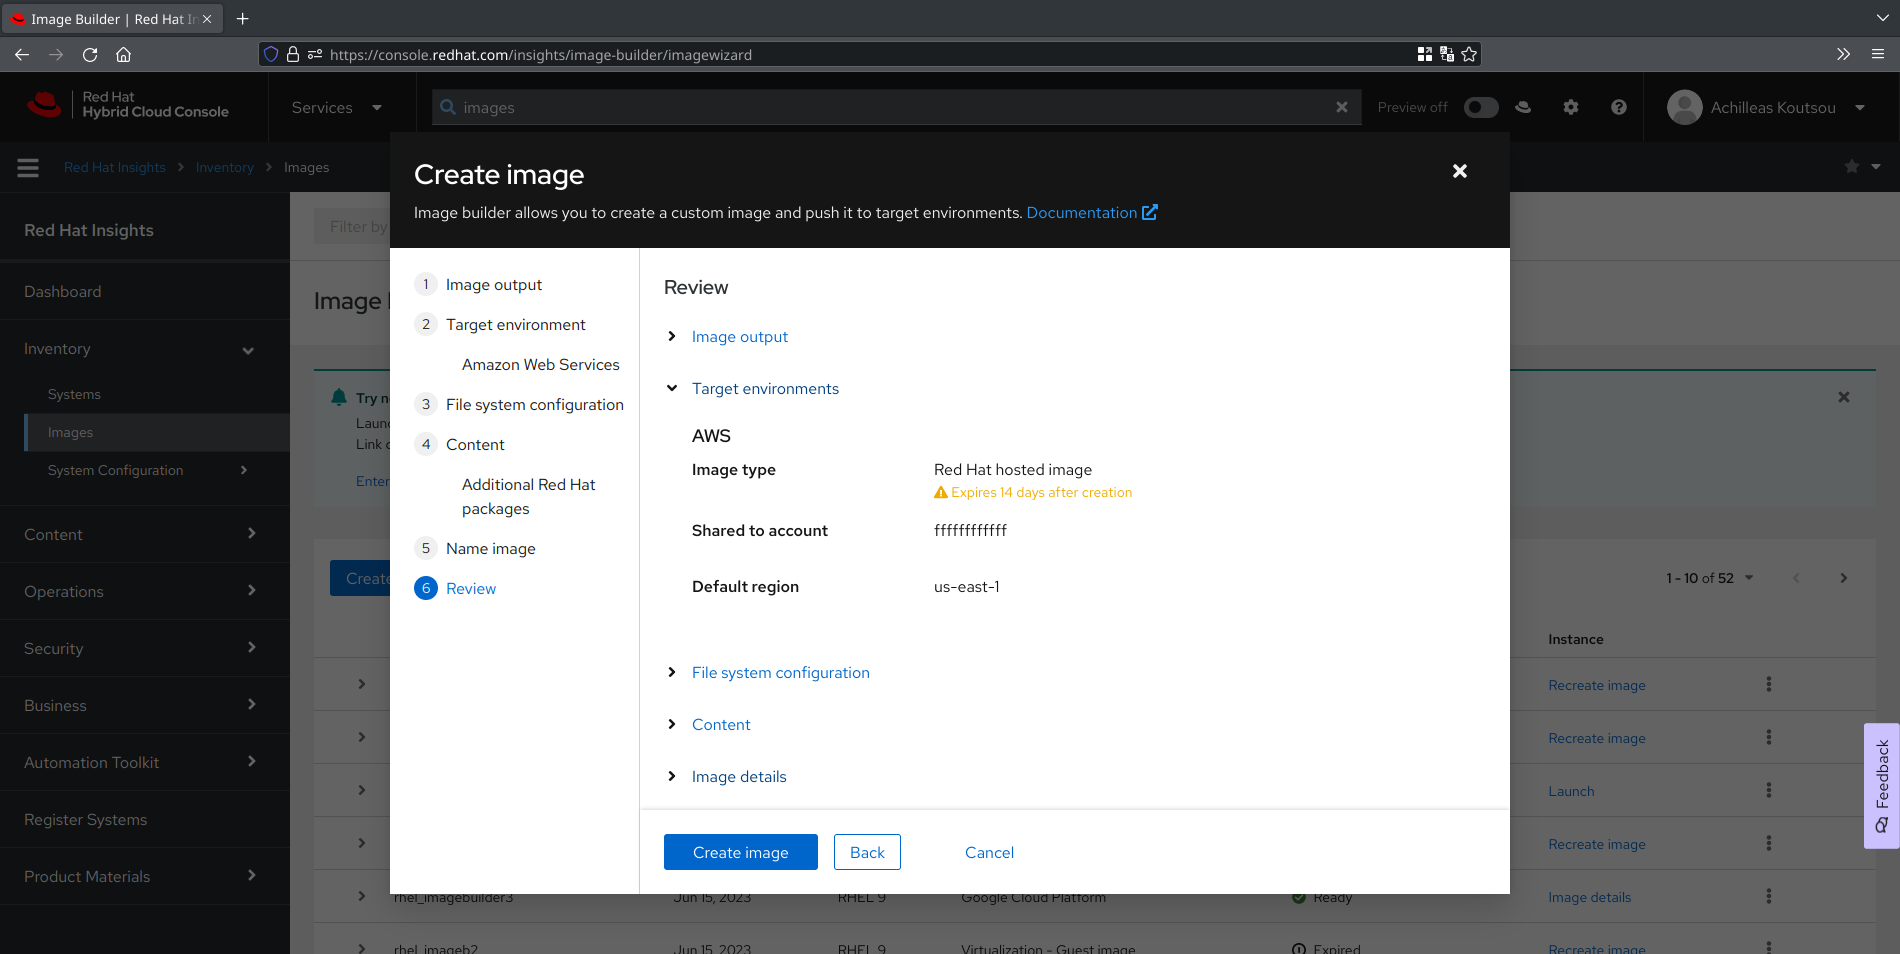 Image Builder | Red Hat In
https://console.redhat.com/insights/image-builder/imagewizard
Red Hat
Hybrid Cloud Console
Services
images
Preview off
Achilleas Koutsou
Red Hat Insights
Inventory
Images
Create image
Image builder allows you to create a custom image and push it to target environments. Documentation
Red Hat Insights
Dashboard
Inventory
Systems
Images
System Configuration
Content
Operations
Security
Business
Automation Toolkit
Register Systems
Product Materials
Filter by
Image
Try
Link
Enter
Create
1 Image output
2 Target environment
Amazon Web Services
3 File system configuration
4 Content
Additional Red Hat
packages
5 Name image
6 Review
Review
Image output
Target environments
AWS
Image type Red Hat hosted image
Expires 14 days after creation
Shared to account ffffffffffff
Default region us-east-1
File system configuration
Content
Image details
Create image Back Cancel
1 - 10 of 52
Instance
Recreate image
Recreate image
Launch
Recreate image
rhel_imagebuilder3 Jun 15, 2023 RHEL 9 Google Cloud Platform Ready Image details
rhel_imageb2 Jun 15, 2023 RHEL 9 Virtualization - Guest image Expired Recreate image
Feedback